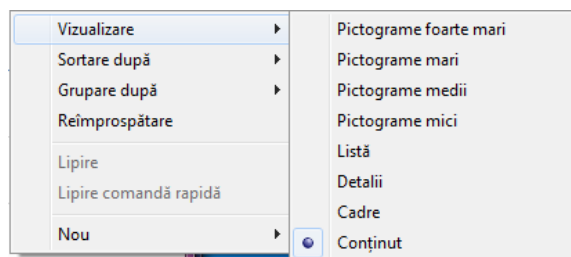 Vizualizare
Sortare după
Grupare după
Reîmprospătare
Lipire
Lipire comandă rapidă
Nou
Pictograme foarte mari
Pictograme mari
Pictograme medii
Pictograme mici
Listă
Detalii
Cadre
Conținut